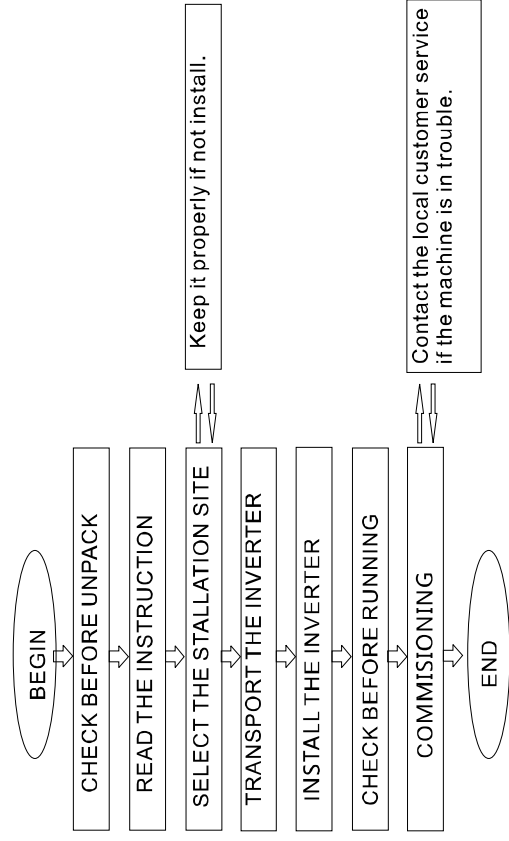 BEGIN
CHECK BEFORE UNPACK
READ THE INSTRUCTION
SELECT THE STALLATION SITE
Keep it properly if not install.
TRANSPORT THE INVERTER
INSTALL THE INVERTER
CHECK BEFORE RUNNING
COMMISIONING
Contact the local customer service
if the machine is in trouble.
END